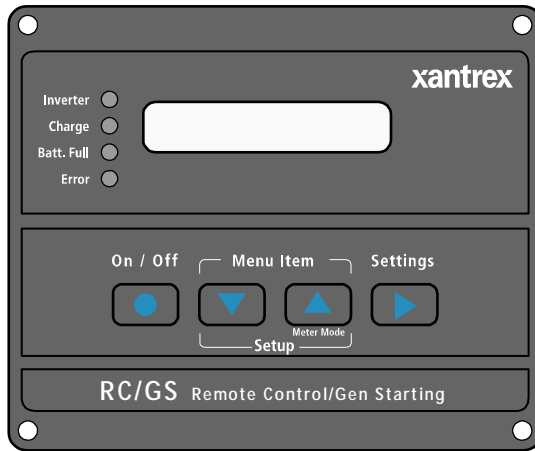 xantrex
Inverter
Charge
Batt. Full
Error
On / Off
Menu Item
Settings
Meter Mode
Setup
RC/GS Remote Control/Gen Starting